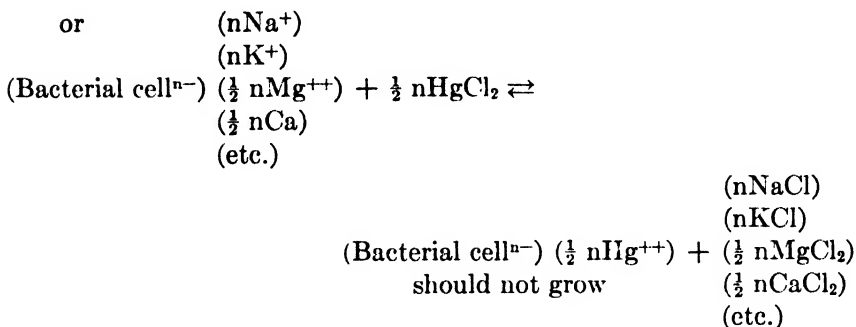 or (nNa⁺)
(nK⁺)
(Bacterial cellⁿ⁻) (½ nMg⁺⁺) + ½ nHgCl₂ ⇄
(½ nCa)
(etc.)
(nNaCl)
(nKCl)
(Bacterial cellⁿ⁻) (½ nHg⁺⁺) + (½ nMgCl₂)
should not grow (½ nCaCl₂)
(etc.)